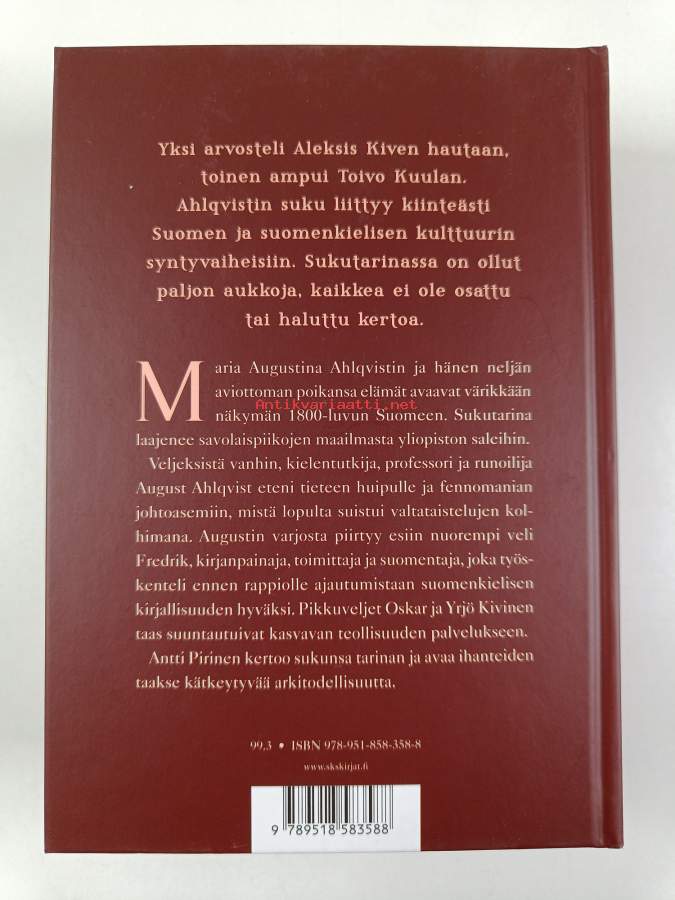 Yksi arvosteli Aleksis Kiven hautaan,
toinen ampui Toivo Kuulan.
Ahlqvistin suku liittyy kiinteästi
Suomen ja suomenkielisen kulttuurin
syntyvaiheisiin. Sukutarinassa on ollut
paljon aukkoja, kaikkea ei ole osattu
tai haluttu kertoa.
Maria Augustina Ahlqvistin ja hänen neljän
aviottoman poikansa elämät avaavat värikkään
Antikvariaatti.net
näkymän 1800-luvun Suomeen. Sukutarina
laajenee savolaispiikojen maailmasta yliopiston saleihin.
Veljeksistä vanhin, kielentutkija, professori ja runoilija
August Ahlqvist eteni tieteen huipulle ja fennomanian
johtoasemiin, mistä lopulta suistui valtataistelujen kol-
himana. Augustin varjosta piirtyy esiin nuorempi veli
Fredrik, kirjanpainaja, toimittaja ja suomentaja, joka työs-
kenteli ennen rappiolle ajautumistaan suomenkielisen
kirjallisuuden hyväksi. Pikkuveljet Oskar ja Yrjö Kivinen
taas suuntautuivat kasvavan teollisuuden palvelukseen.
Antti Pirinen kertoo sukunsa tarinan ja avaa ihanteiden
taakse kätkeytyvää arkitodellisuutta.
99.3 • ISBN 978-951-858-358-8
www.skskirjat.fi
9 789518 583588